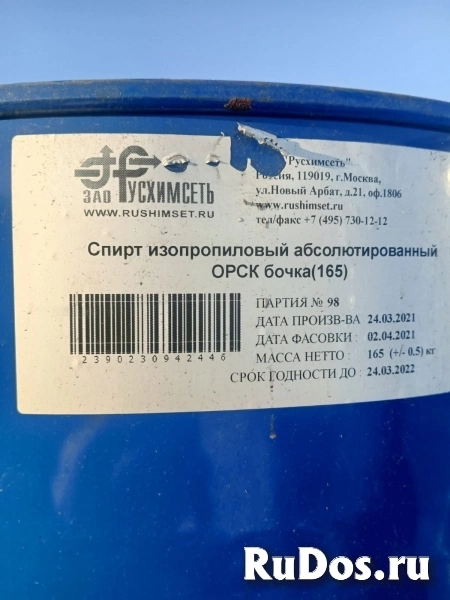 ЗАО РУСХИМСЕТЬ
WWW.RUSHIMSET.RU
Русхимсеть"
119019, г.Москва,
ул.Новый Арбат, д.21, оф.1806
www.rushimset.ru
тел/факс +7 (495) 730-12-12
Спирт изопропиловый абсолютированный
ОРСК бочка(165)
2390230942446
ПАРТИЯ № 98
ДАТА ПРОИЗВ-ВА 24.03.2021
ДАТА ФАСОВКИ : 02.04.2021
МАССА НЕТТО : 165 (+/- 0.5) кг
СРОК ГОДНОСТИ ДО : 24.03.2022
RuDos.ru